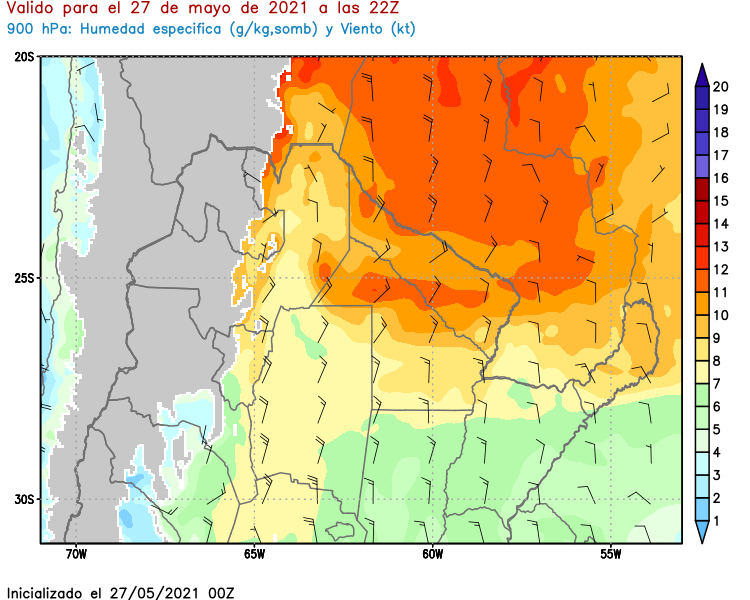 Valido para el 27 de mayo de 2021 a las 22Z
900 hPa: Humedad especifica (g/kg,somb) y Viento (kt)
20S
25S
30S
70W
65W
60W
55W
20
19
18
17
16
15
14
13
12
11
10
9
8
7
6
5
4
3
2
1
Inicializado el 27/05/2021 00Z